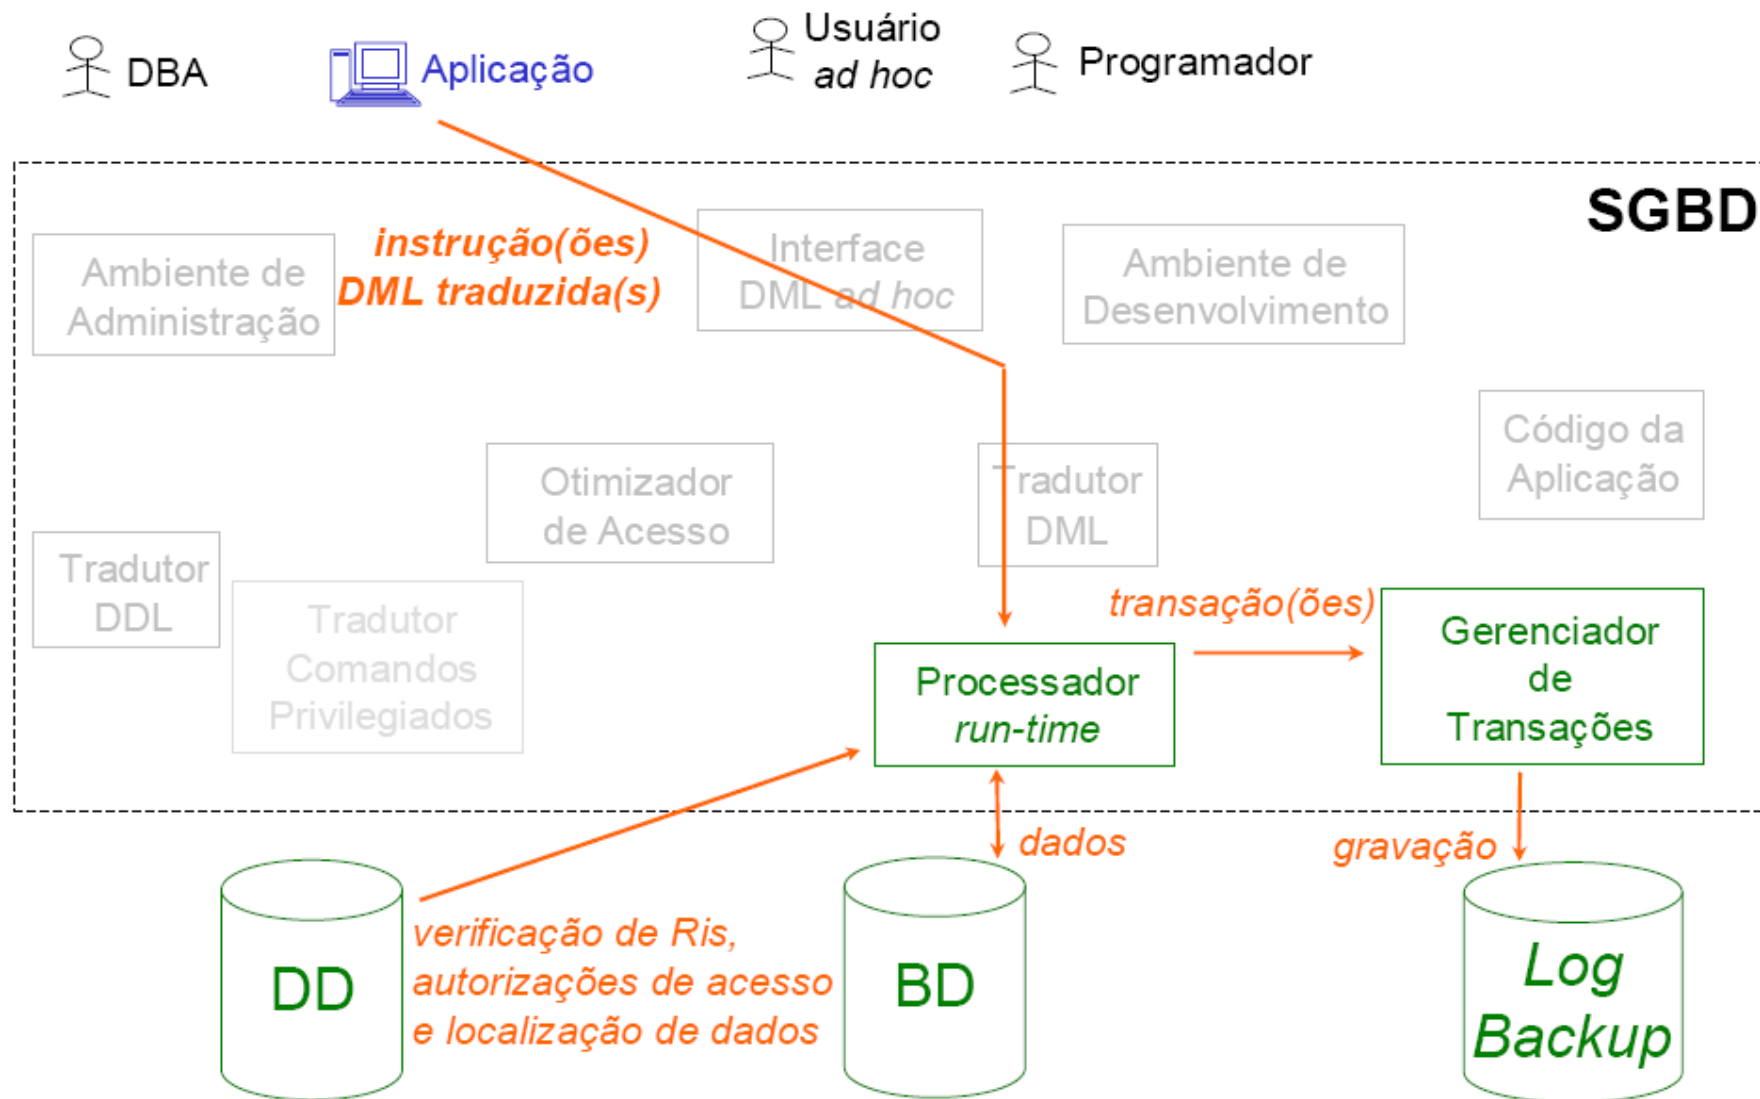 DBA
Aplicação
Usuário
ad hoc
Programador
SGBD
Ambiente de
Administração
instrução(ões)
DML traduzida(s)
Interface
DML ad hoc
Ambiente de
Desenvolvimento
Otimizador
de Acesso
Tradutor
DML
Código da
Aplicação
Tradutor
DDL
Tradutor
Comandos
Privilegiados
Processador
run-time
transação(ões)
Gerenciador
de
Transações
dados
gravação
DD
verificação de Ris,
autorizações de acesso
e localização de dados
BD
Log
Backup